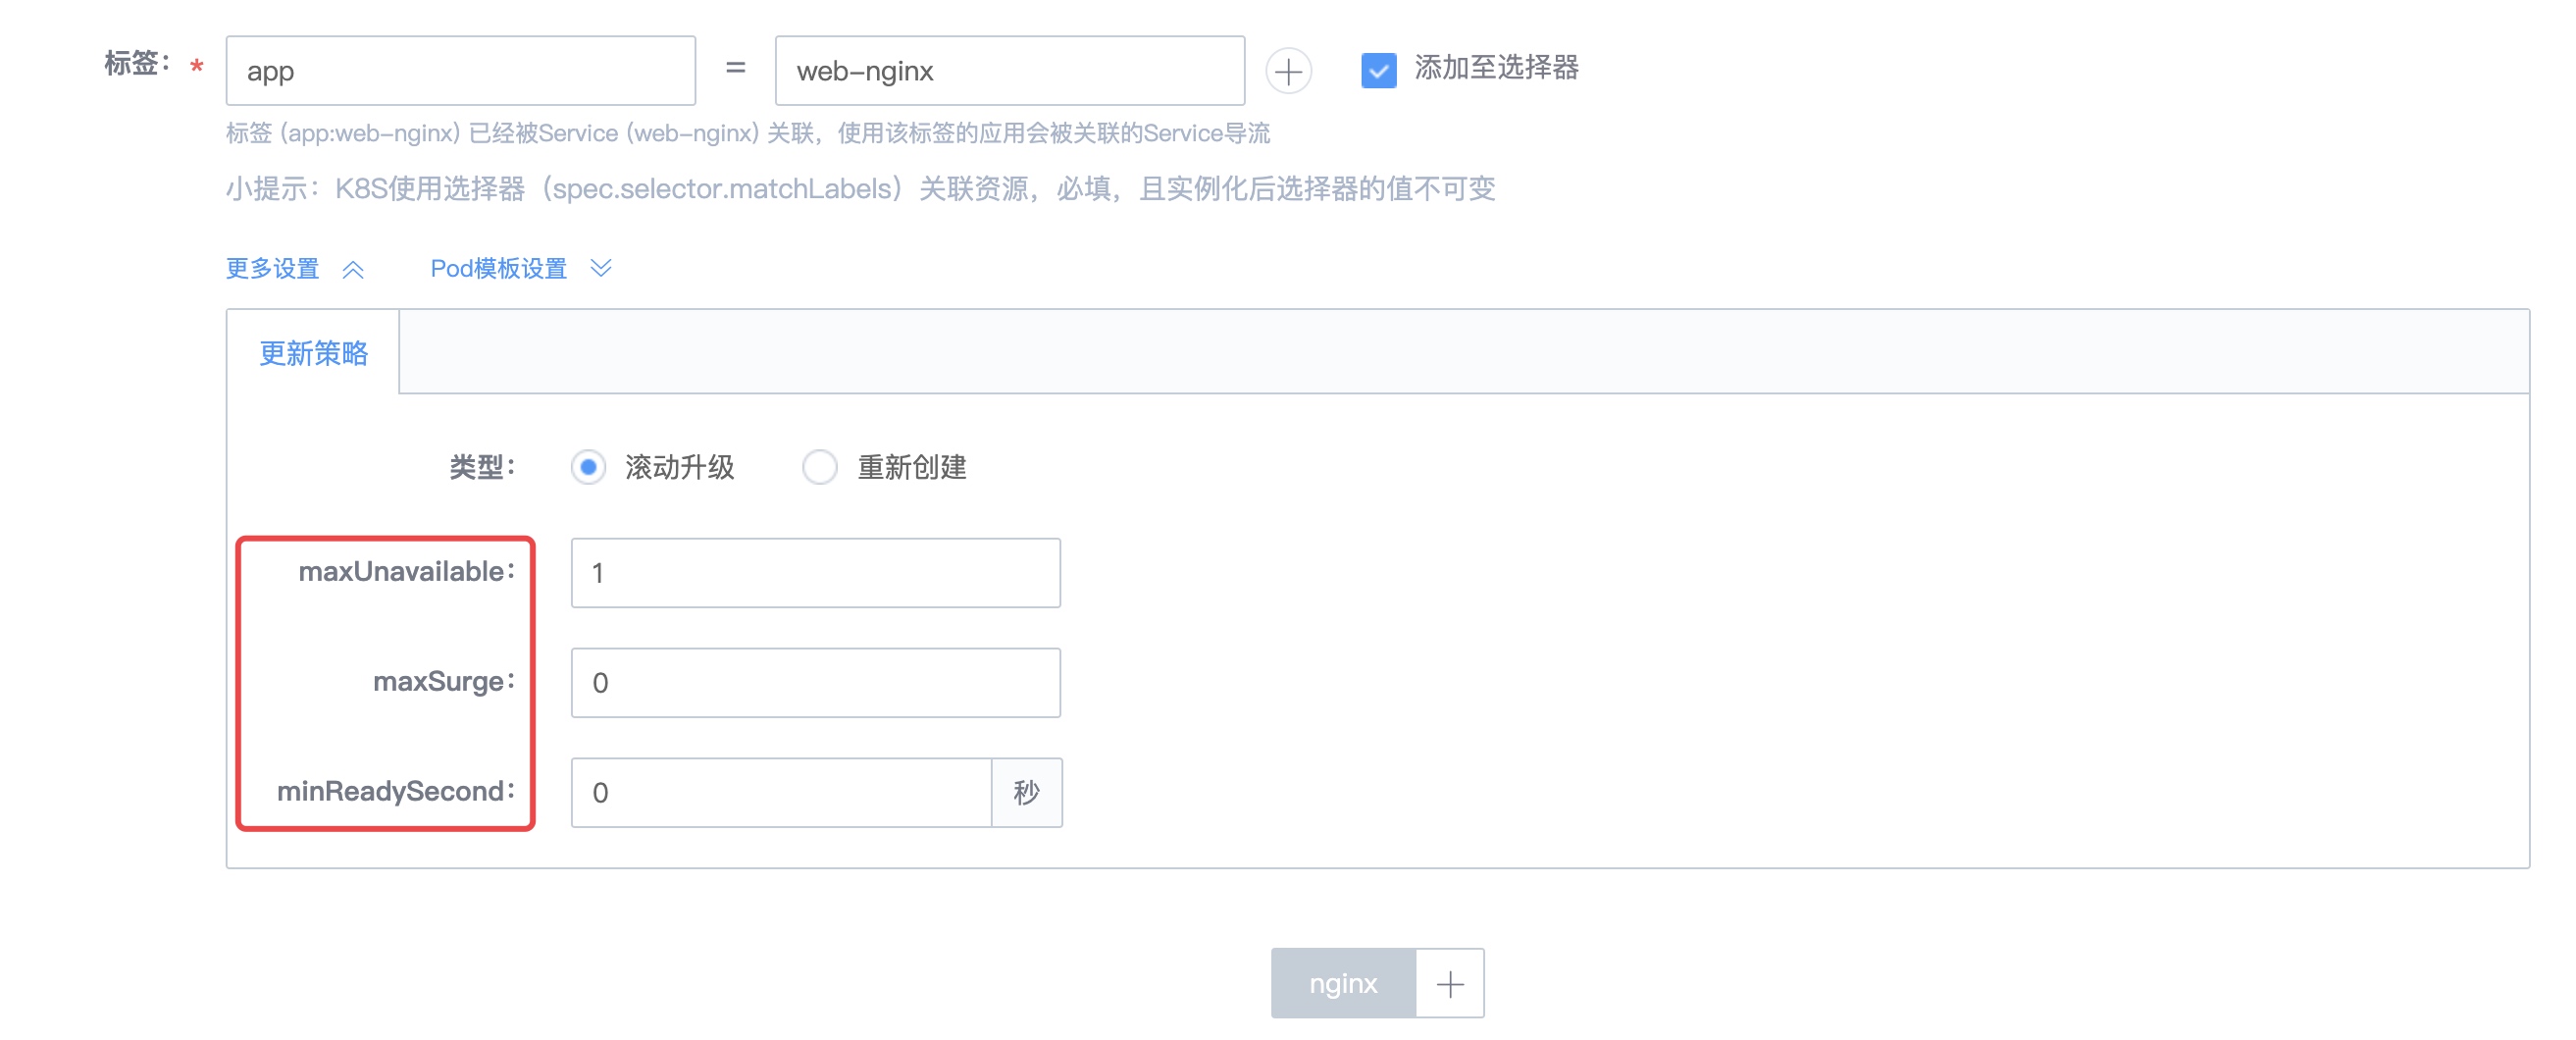 标签： * app = web-nginx 添加至选择器
标签 (app:web-nginx) 已经被Service (web-nginx) 关联，使用该标签的应用会被关联的Service导流
小提示：K8S使用选择器（spec.selector.matchLabels）关联资源，必填，且实例化后选择器的值不可变
更多设置 Pod模板设置
更新策略
类型： 滚动升级 重新创建
maxUnavailable： 1
maxSurge： 0
minReadySecond： 0 秒
nginx